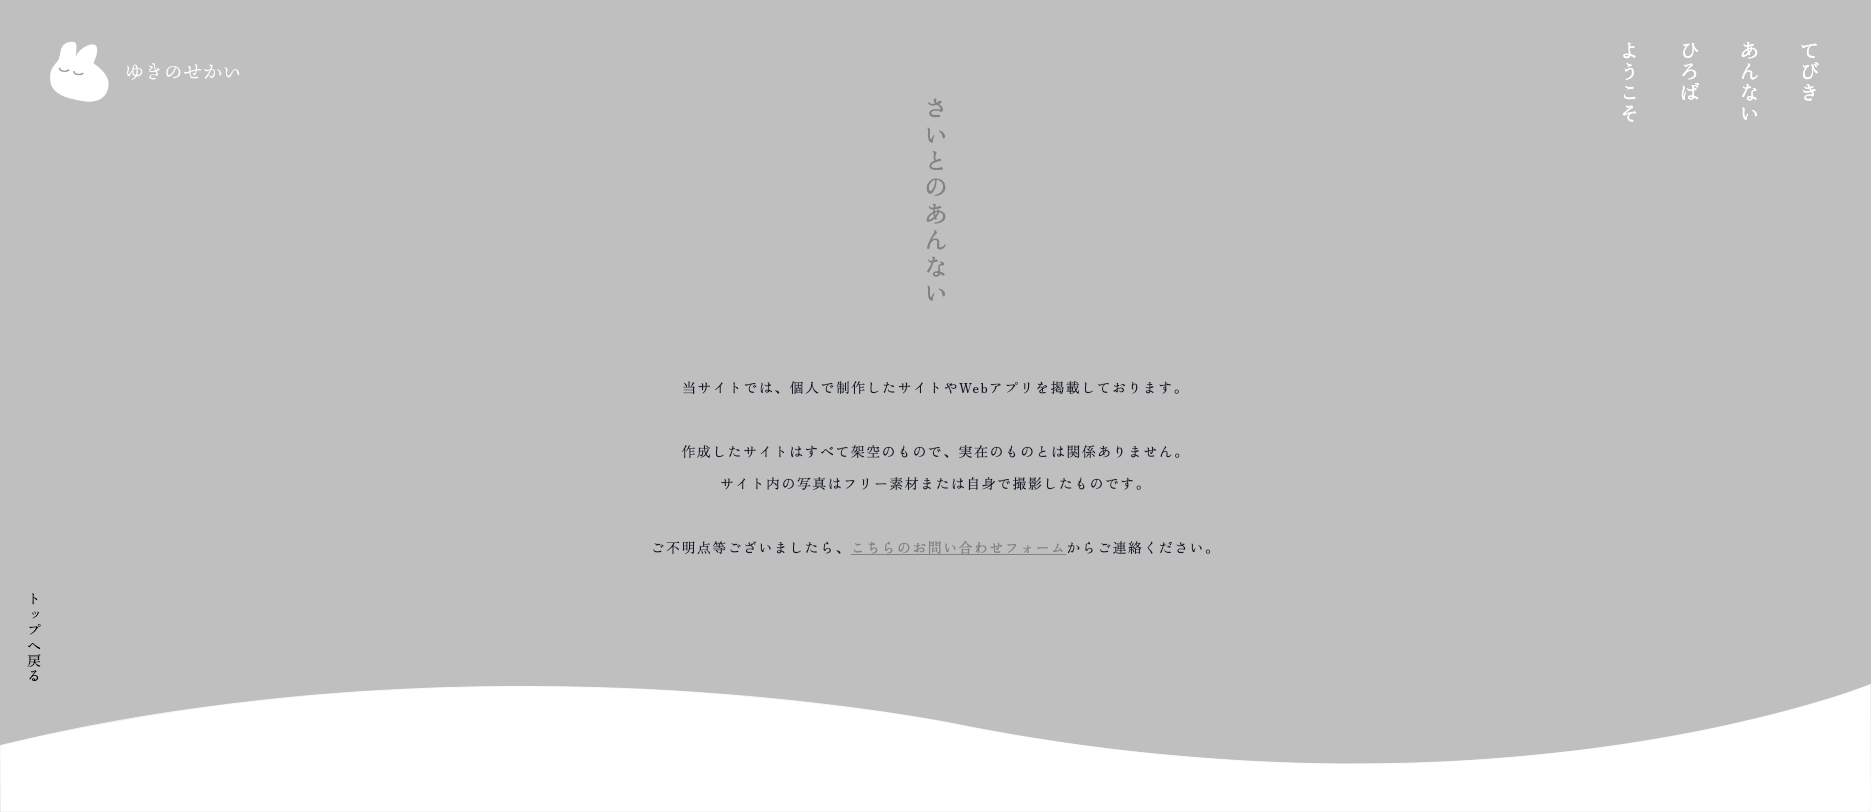 ゆきのせかい
てびき
あんない
ひろば
ようこそ
さいとのあんない
当サイトでは、個人で制作したサイトやWebアプリを掲載しております。
作成したサイトはすべて架空のもので、実在のものとは関係ありません。
サイト内の写真はフリー素材または自身で撮影したものです。
ご不明点等ございましたら、こちらのお問い合わせフォームからご連絡ください。
トップへ戻る